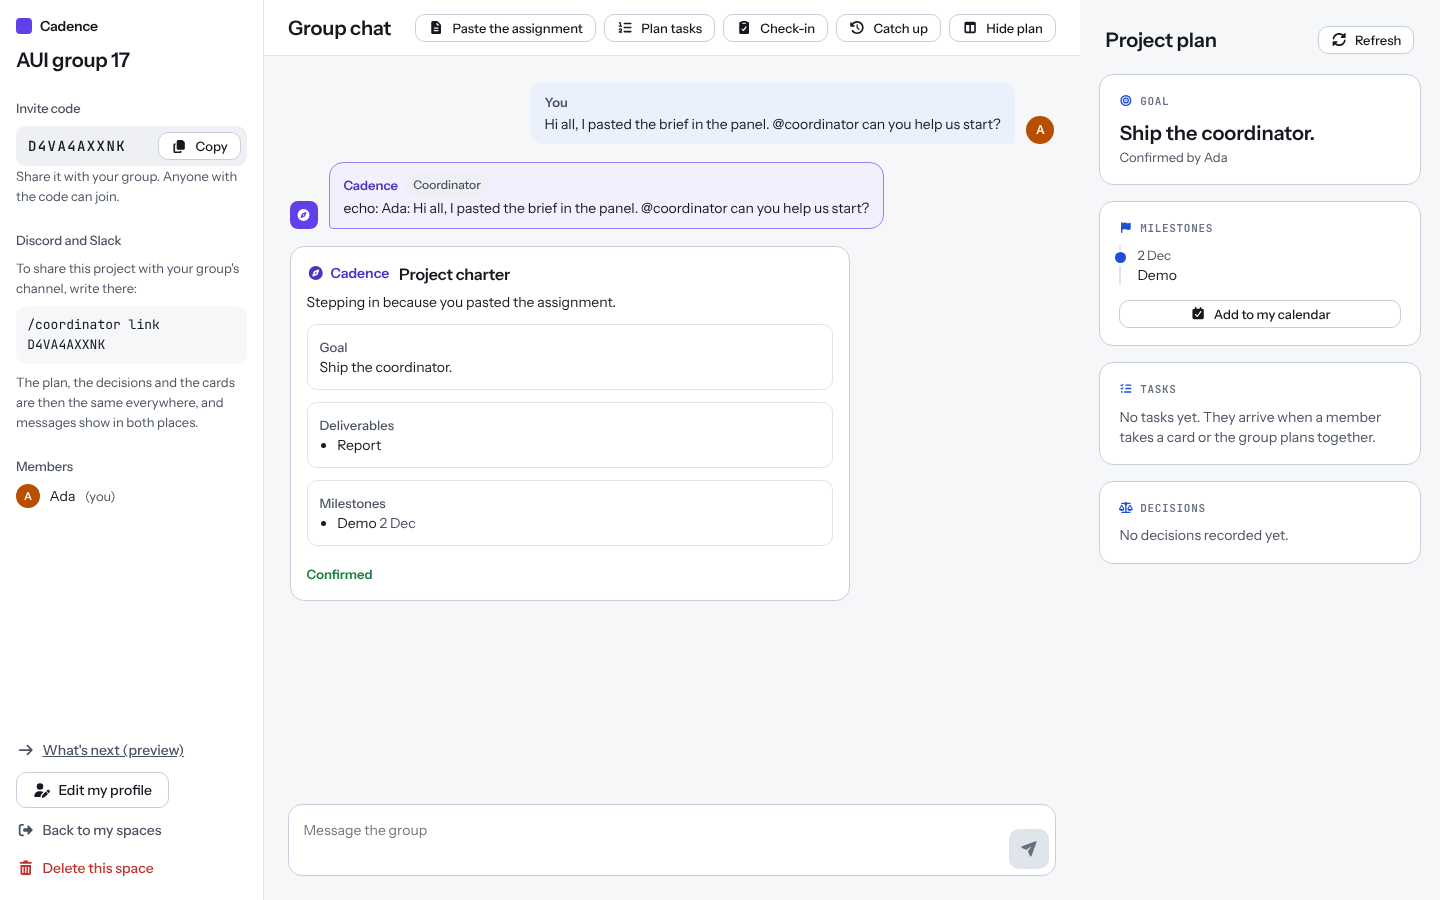 Cadence
AUI group 17
Invite code
D4VA4AXXNK
Copy
Share it with your group. Anyone with
the code can join.
Discord and Slack
To share this project with your group's
channel, write there:
/coordinator link
D4VA4AXXNK
The plan, the decisions and the cards
are then the same everywhere, and
messages show in both places.
Members
A
Ada (you)
What's next (preview)
Edit my profile
Back to my spaces
Delete this space
Group chat
Paste the assignment
Plan tasks
Check-in
Catch up
Hide plan
You
Hi all, I pasted the brief in the panel. @coordinator can you help us start?
A
Cadence Coordinator
echo: Ada: Hi all, I pasted the brief in the panel. @coordinator can you help us start?
Cadence Project charter
Stepping in because you pasted the assignment.
Goal
Ship the coordinator.
Deliverables
• Report
Milestones
• Demo 2 Dec
Confirmed
Message the group
Project plan
Refresh
GOAL
Ship the coordinator.
Confirmed by Ada
MILESTONES
2 Dec
Demo
Add to my calendar
TASKS
No tasks yet. They arrive when a member
takes a card or the group plans together.
DECISIONS
No decisions recorded yet.